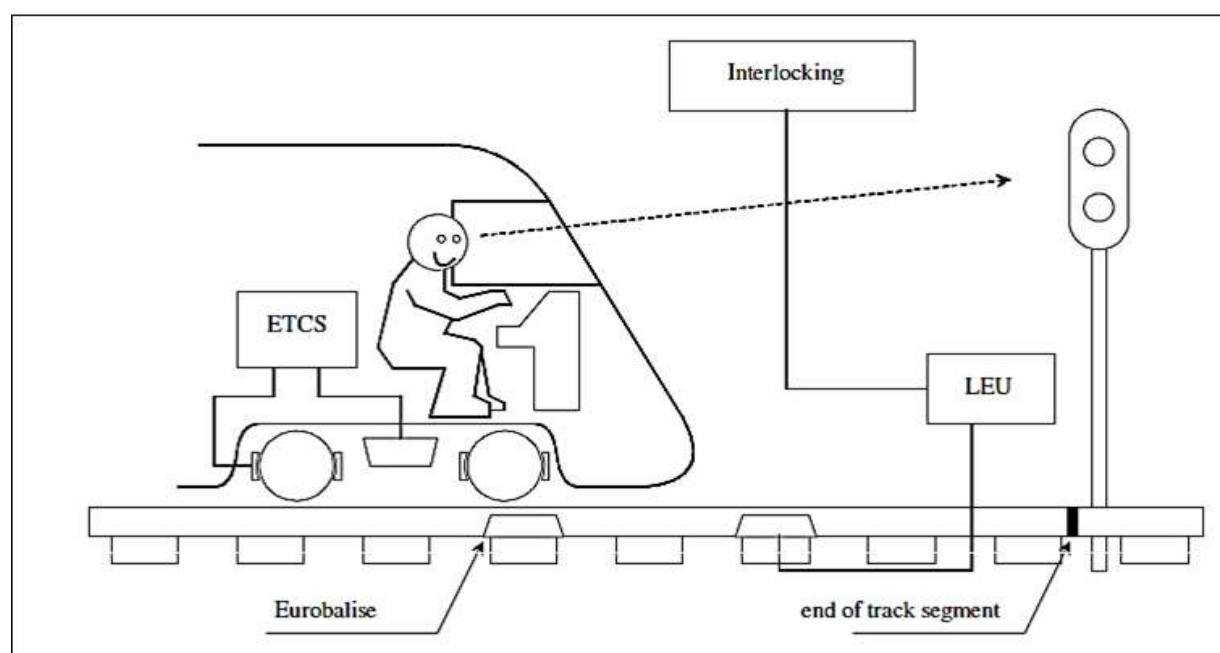 Interlocking
ETCS
LEU
Eurobalise
end of track segment